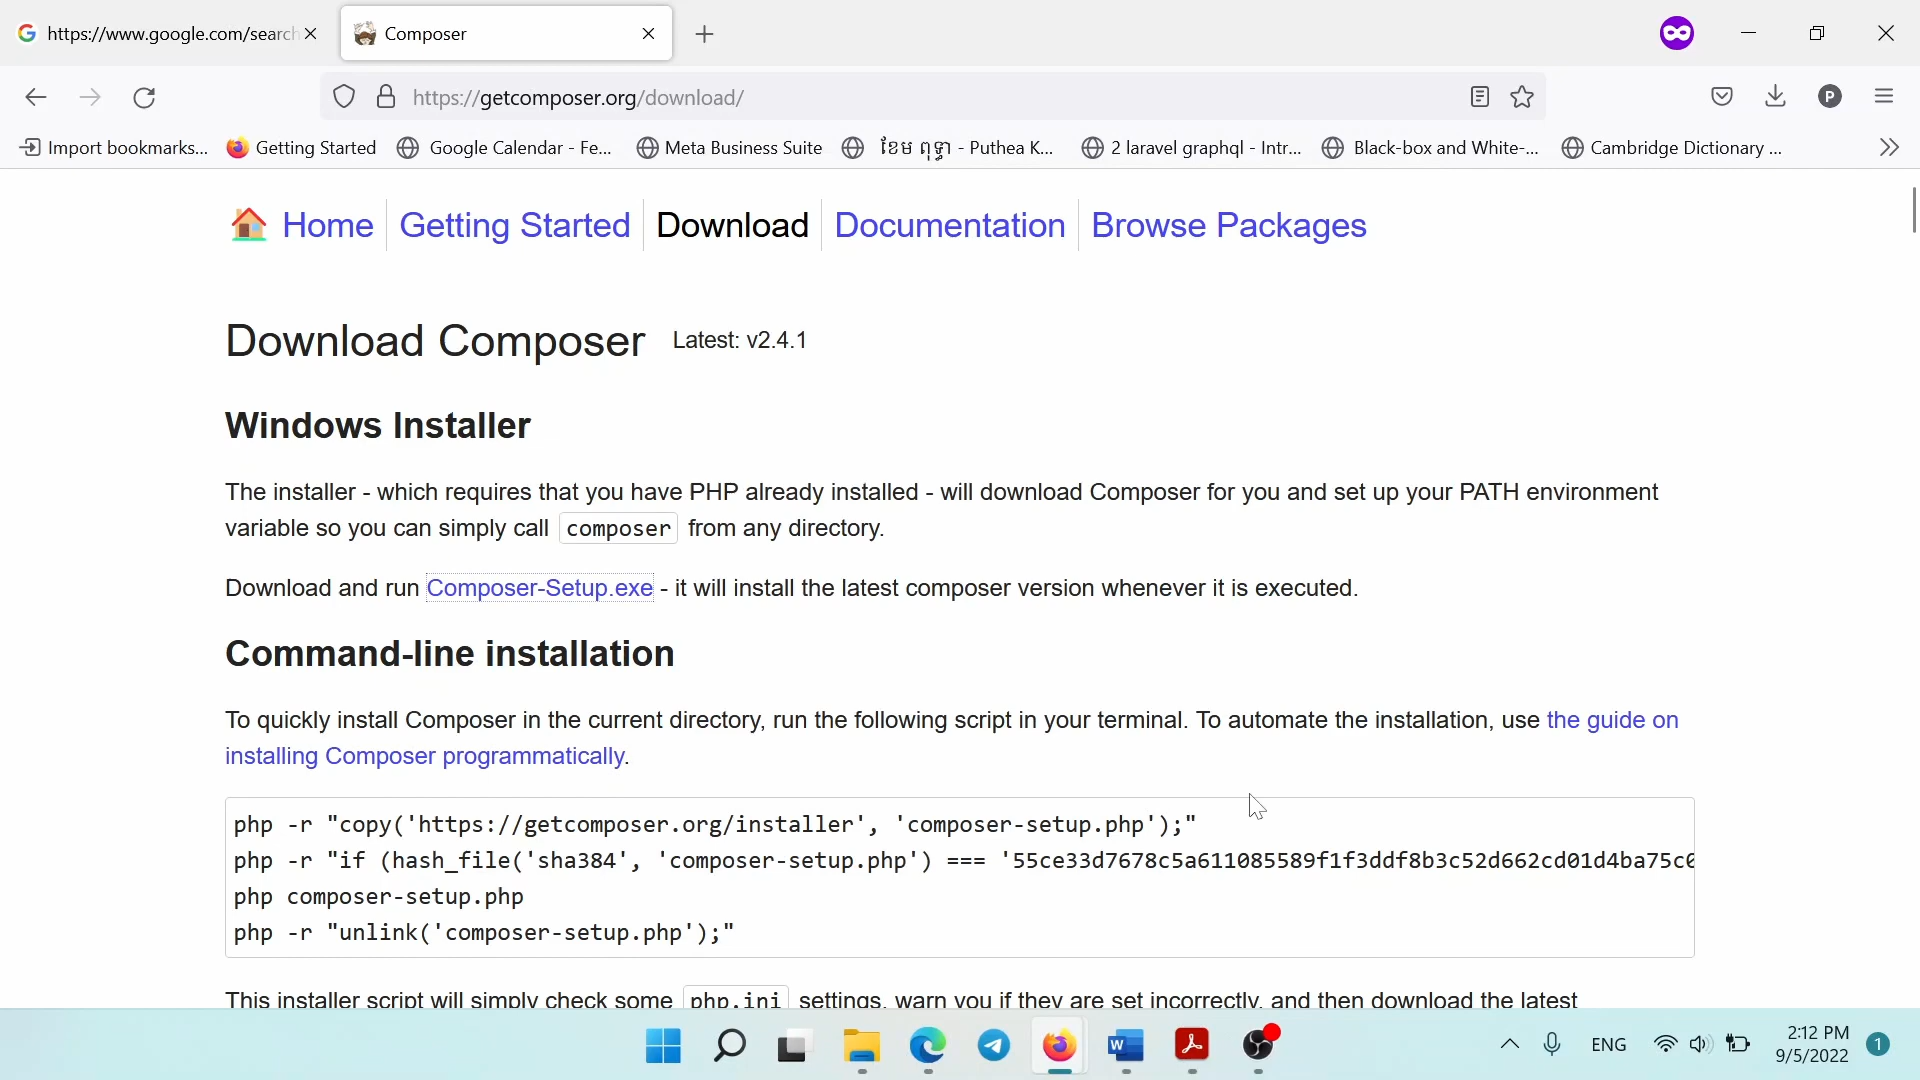 https://www.google.com/search
Composer
https://getcomposer.org/download/
P
Import bookmarks...
Getting Started
Google Calendar - Fe...
Meta Business Suite
ខែម ពុទ្ធា - Puthea K...
2 laravel graphql - Intr...
Black-box and White-...
Cambridge Dictionary ...
Home
Getting Started
Download
Documentation
Browse Packages
Download Composer Latest: v2.4.1
Windows Installer
The installer - which requires that you have PHP already installed - will download Composer for you and set up your PATH environment
variable so you can simply call composer from any directory.
Download and run Composer-Setup.exe - it will install the latest composer version whenever it is executed.
Command-line installation
To quickly install Composer in the current directory, run the following script in your terminal. To automate the installation, use the guide on
installing Composer programmatically.
php -r "copy('https://getcomposer.org/installer', 'composer-setup.php');"
php -r "if (hash_file('sha384', 'composer-setup.php') === '55ce33d7678c5a611085589f1f3ddf8b3c52d662cd01d4ba75c0
php composer-setup.php
php -r "unlink('composer-setup.php');"
This installer script will simply check some php.ini settings, warn you if they are set incorrectly, and then download the latest
W
ENG
2:12 PM
9/5/2022
1